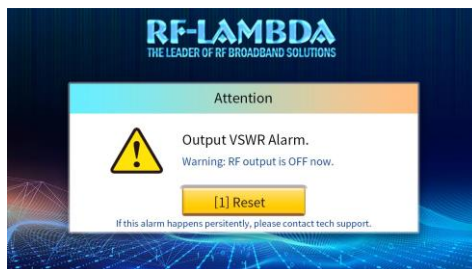 RF-LAMBDA
THE LEADER OF RF BROADBAND SOLUTIONS
Attention
Output VSWR Alarm.
Warning: RF output is OFF now.
[1] Reset
If this alarm happens persitently, please contact tech support.